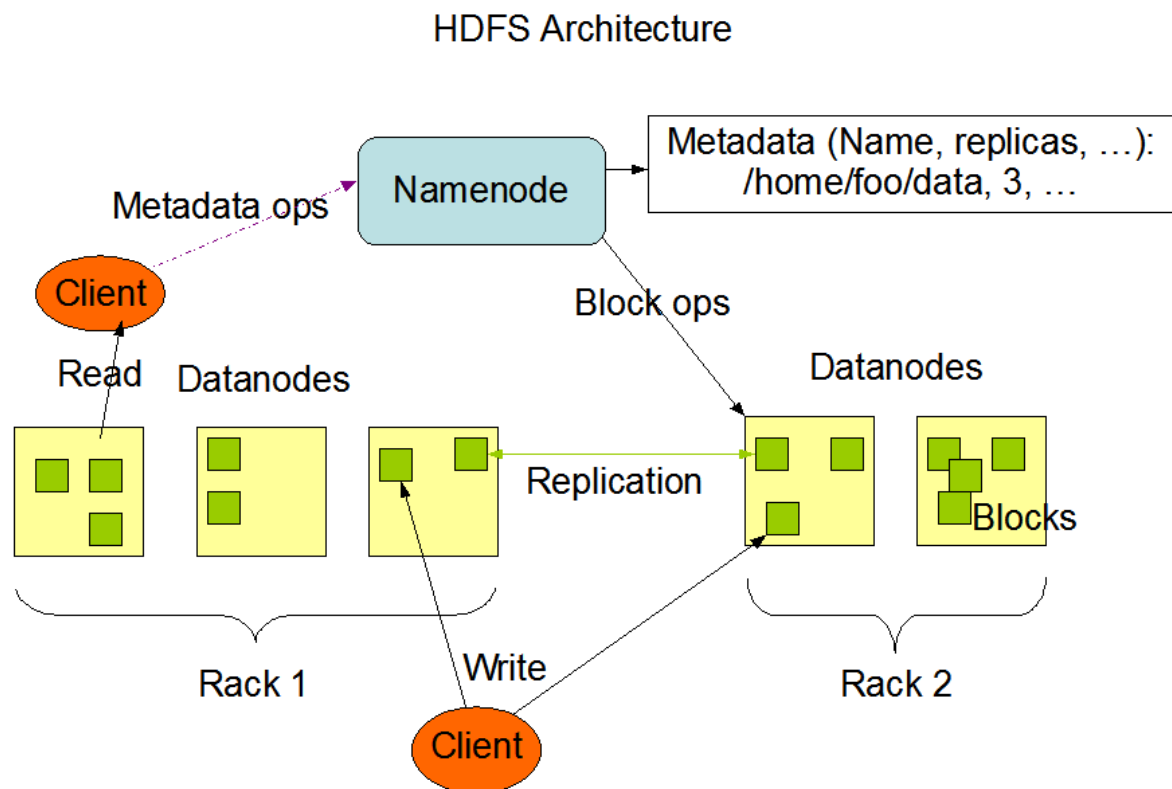 HDFS Architecture
Metadata (Name, replicas, …):
/home/foo/data, 3, …
Namenode
Metadata ops
Client
Block ops
Read
Datanodes
Datanodes
Replication
Blocks
Rack 1
Write
Rack 2
Client